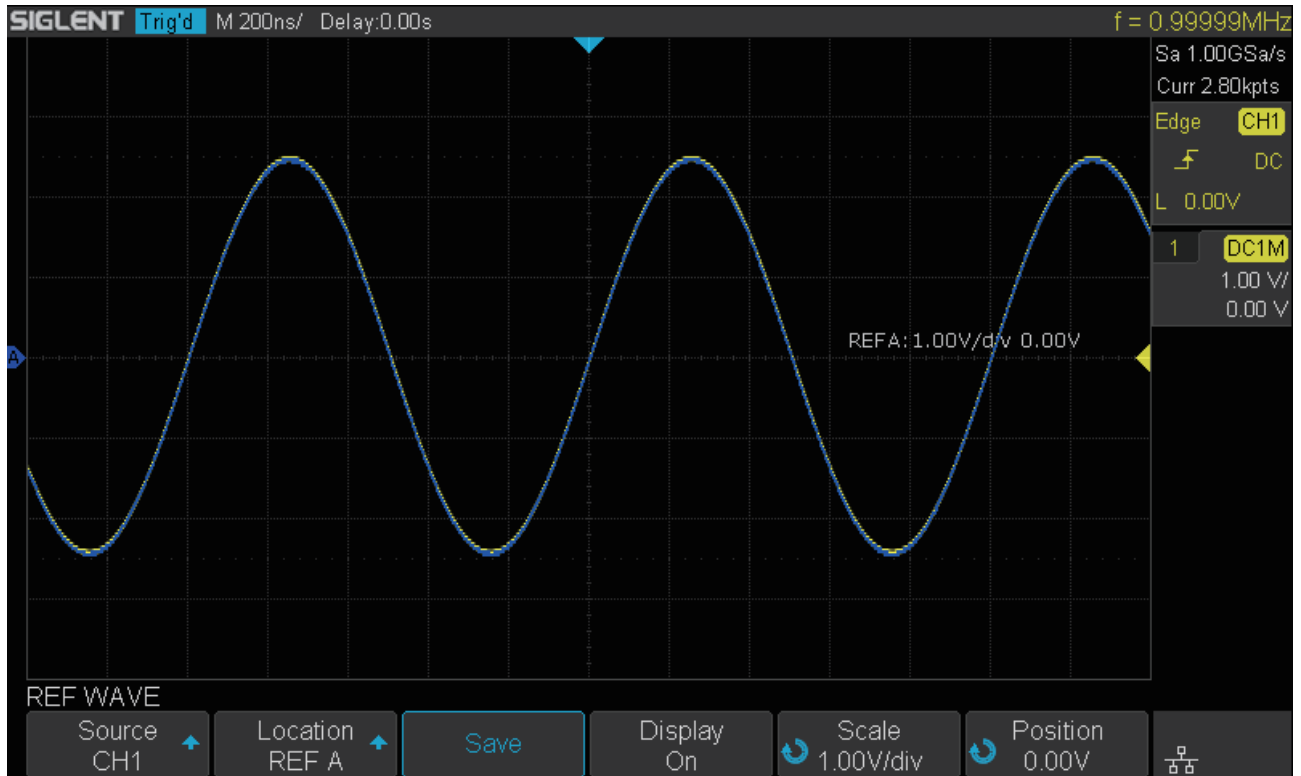 SIGLENT Trig'd M 200ns/ Delay:0.00s f = 0.99999MHz
Sa 1.00GSa/s
Curr 2.80kpts
Edge CH1
DC
L 0.00V
1 DC1M
1.00 V/
0.00 V
REFA:1.00V/div 0.00V
A
REF WAVE
Source
CH1
Location
REF A
Save
Display
On
Scale
1.00V/div
Position
0.00V